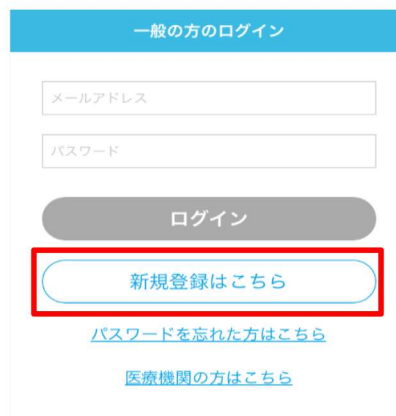 一般の方のログイン
メールアドレス
パスワード
ログイン
新規登録はこちら
パスワードを忘れた方はこちら
医療機関の方はこちら